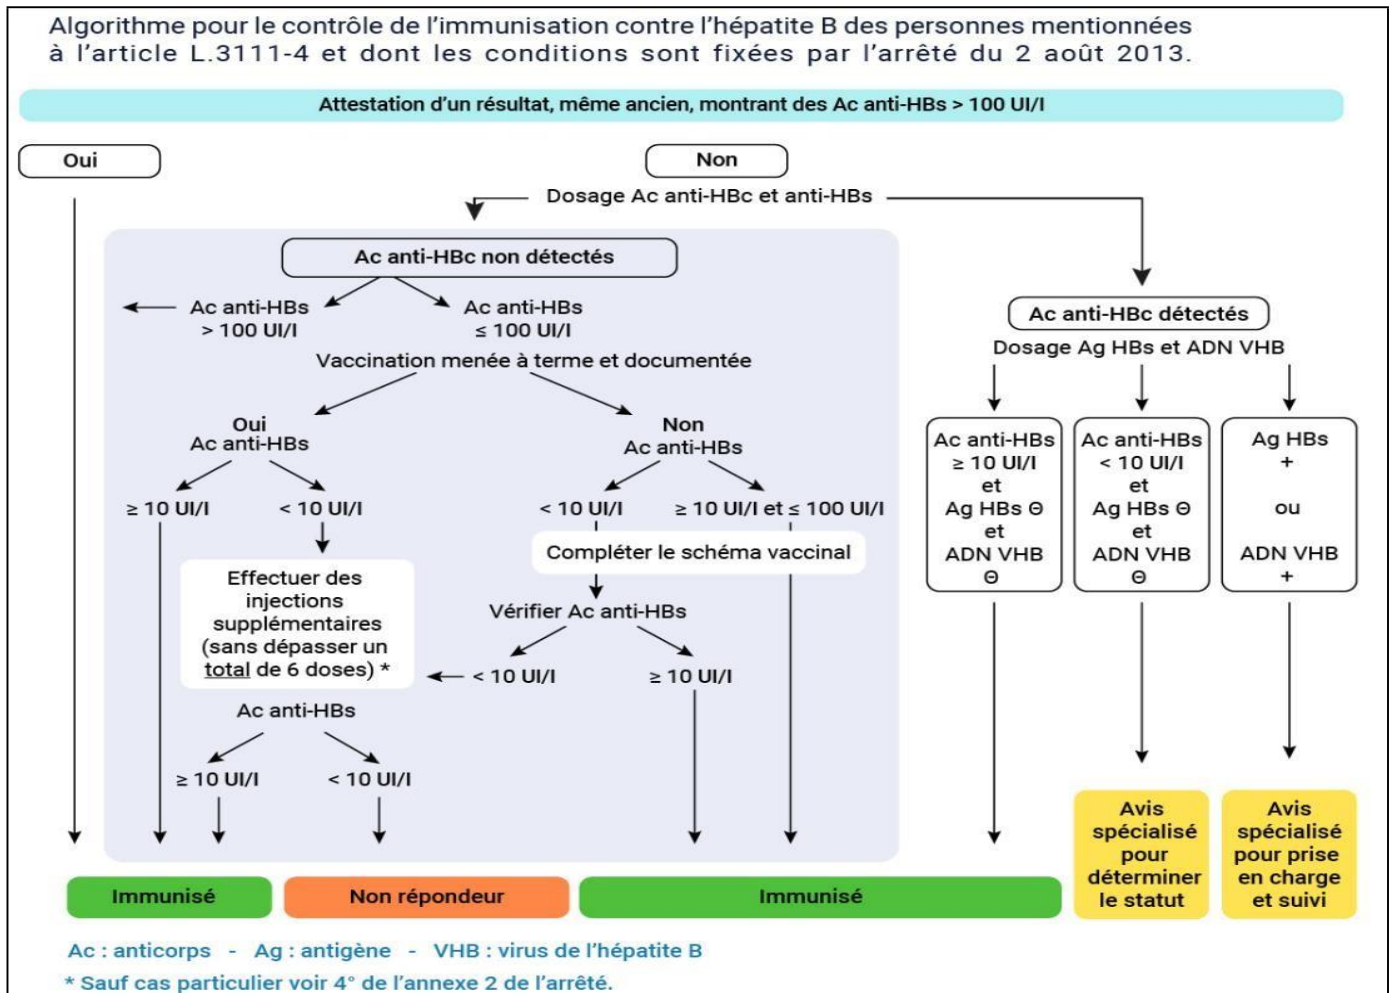 Algorithme pour le contrôle de l'immunisation contre l'hépatite B des personnes mentionnées
à l'article L.3111-4 et dont les conditions sont fixées par l'arrêté du 2 août 2013.
Attestation d'un résultat, même ancien, montrant des Ac anti-HBs > 100 UI/l
Oui
Non
Dosage Ac anti-HBc et anti-HBs
Ac anti-HBc non détectés
Ac anti-HBs
> 100 UI/l
Ac anti-HBs
≤ 100 UI/l
Vaccination menée à terme et documentée
Oui
Ac anti-HBs
≥ 10 UI/l
< 10 UI/l
Effectuer des
injections
supplémentaires
(sans dépasser un
total de 6 doses) *
Ac anti-HBs
≥ 10 UI/l
< 10 UI/l
Non
Ac anti-HBs
< 10 UI/l
≥ 10 UI/l et ≤ 100 UI/l
Compléter le schéma vaccinal
Vérifier Ac anti-HBs
< 10 UI/l
≥ 10 UI/l
Ac anti-HBc détectés
Dosage Ag HBs et ADN VHB
Ac anti-HBs
≥ 10 UI/l
et
Ag HBs Θ
et
ADN VHB
Θ
Ac anti-HBs
< 10 UI/l
et
Ag HBs Θ
et
ADN VHB
Θ
Ag HBs
+
ou
ADN VHB
+
Immunisé
Non répondeur
Immunisé
Avis
spécialisé
pour
déterminer
le statut
Avis
spécialisé
pour prise
en charge
et suivi
Ac : anticorps - Ag : antigène - VHB : virus de l'hépatite B
* Sauf cas particulier voir 4° de l'annexe 2 de l'arrêté.